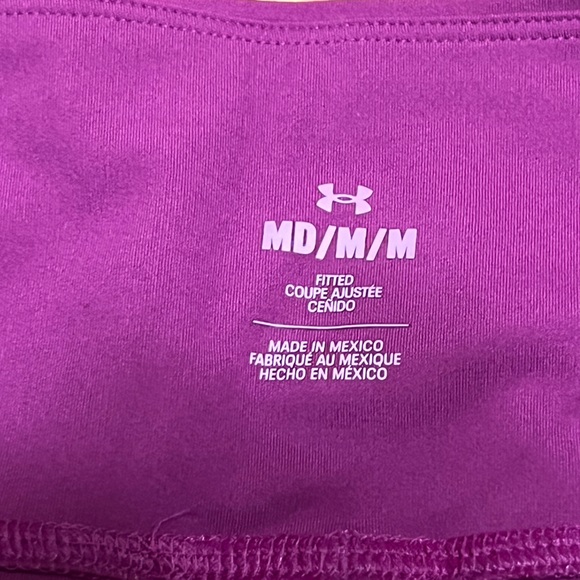 MD/M/M
FITTED
COUPE AJUSTÉE
CEÑIDO
MADE IN MEXICO
FABRIQUÉ AU MEXIQUE
HECHO EN MÉXICO